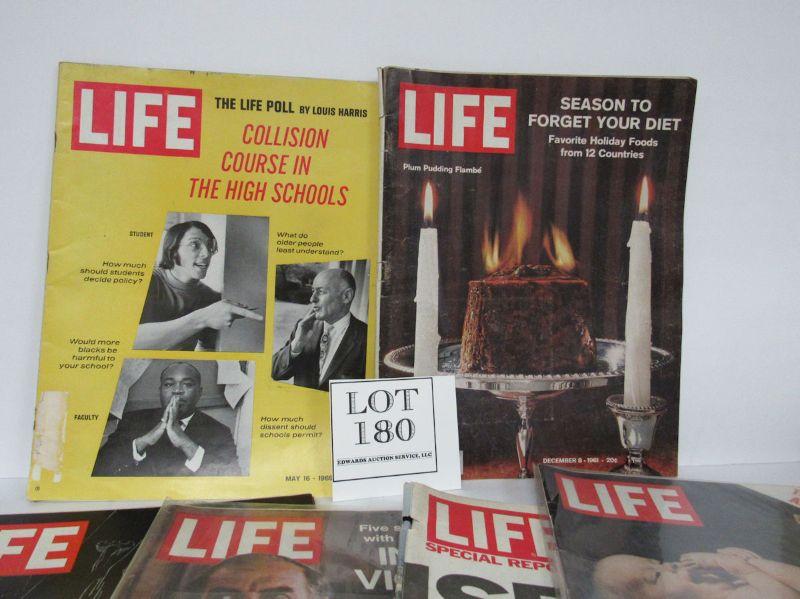 LIFE
THE LIFE POLL BY LOUIS HARRIS
COLLISION
COURSE IN
THE HIGH SCHOOLS
STUDENT
How much
should students
decide policy?
What do
older people
least understand?
Would more
blacks be
harmful to
your school?
FACULTY
How much
dissent should
schools permit?
MAY 16 · 1969
LIFE
SEASON TO
FORGET YOUR DIET
Favorite Holiday Foods
from 12 Countries
Plum Pudding Flambé
DECEMBER 8 · 1961 · 20¢
LOT
180
EDWARDS AUCTION SERVICE, LLC
FE
LIFE
Five
with
LIFE
SPECIAL REPO
LIFE